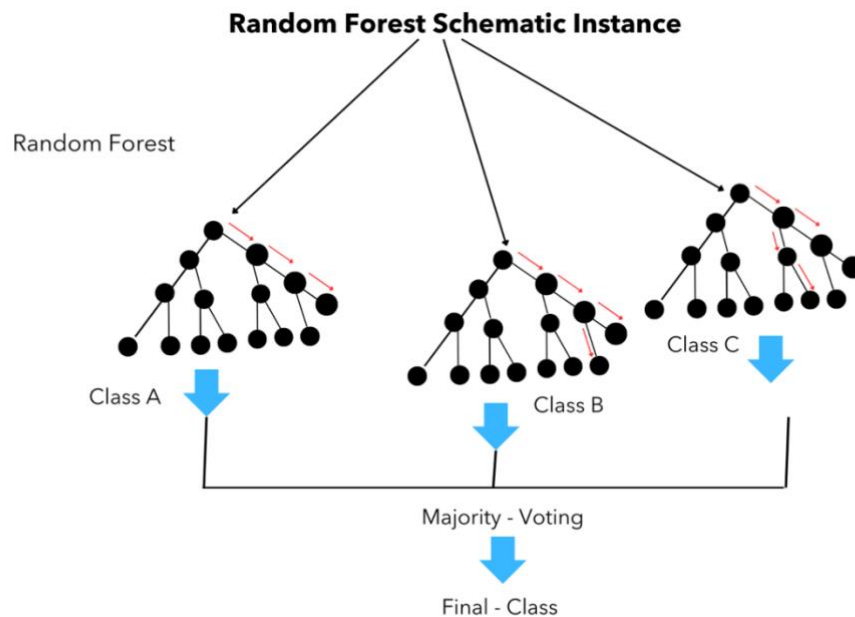 Random Forest Schematic Instance
Random Forest
Class A
Class B
Class C
Majority - Voting
Final - Class